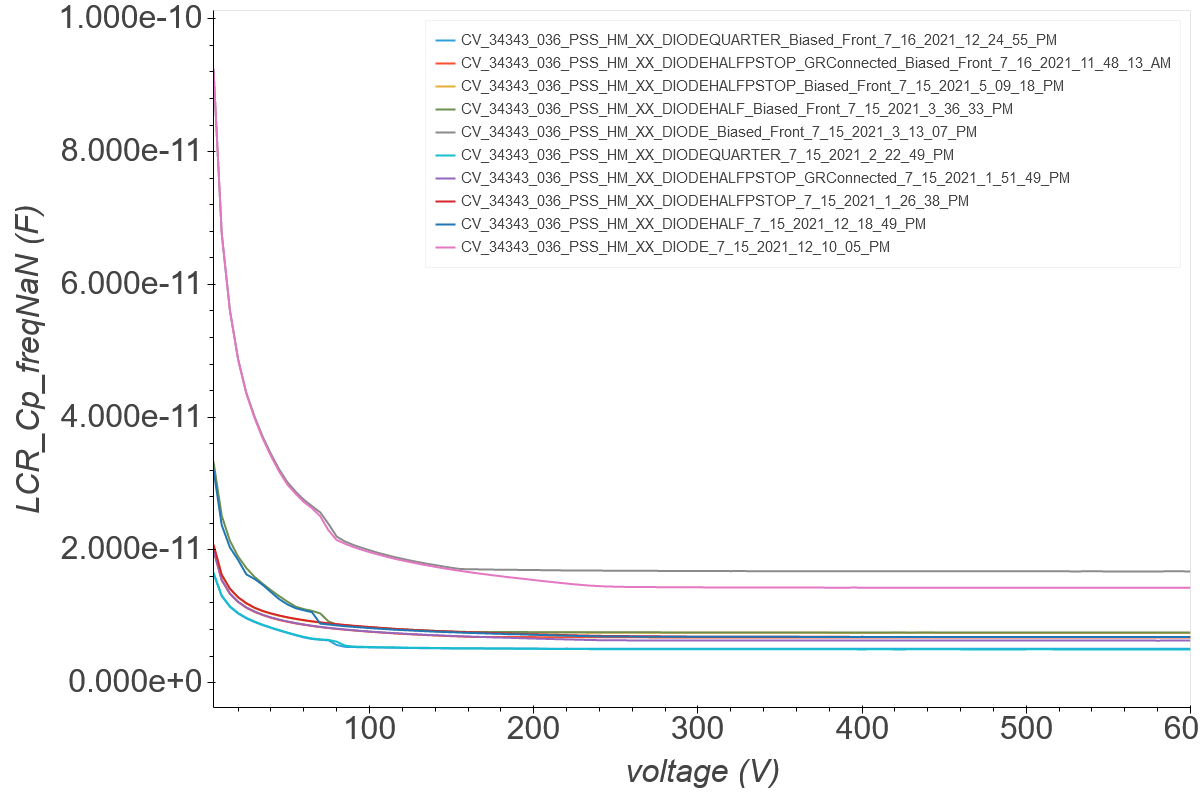 1.000e-10
8.000e-11
6.000e-11
4.000e-11
2.000e-11
0.000e+0
LCR_Cp_freqNaN (F)
CV_34343_036_PSS_HM_XX_DIODEQUARTER_Biased_Front_7_16_2021_12_24_55_PM
CV_34343_036_PSS_HM_XX_DIODEHALFPSTOP_GRConnected_Biased_Front_7_16_2021_11_48_13_AM
CV_34343_036_PSS_HM_XX_DIODEHALFPSTOP_Biased_Front_7_15_2021_5_09_18_PM
CV_34343_036_PSS_HM_XX_DIODEHALF_Biased_Front_7_15_2021_3_36_33_PM
CV_34343_036_PSS_HM_XX_DIODE_Biased_Front_7_15_2021_3_13_07_PM
CV_34343_036_PSS_HM_XX_DIODEQUARTER_7_15_2021_2_22_49_PM
CV_34343_036_PSS_HM_XX_DIODEHALFPSTOP_GRConnected_7_15_2021_1_51_49_PM
CV_34343_036_PSS_HM_XX_DIODEHALFPSTOP_7_15_2021_1_26_38_PM
CV_34343_036_PSS_HM_XX_DIODEHALF_7_15_2021_12_18_49_PM
CV_34343_036_PSS_HM_XX_DIODE_7_15_2021_12_10_05_PM
100 200 300 400 500 60
voltage (V)